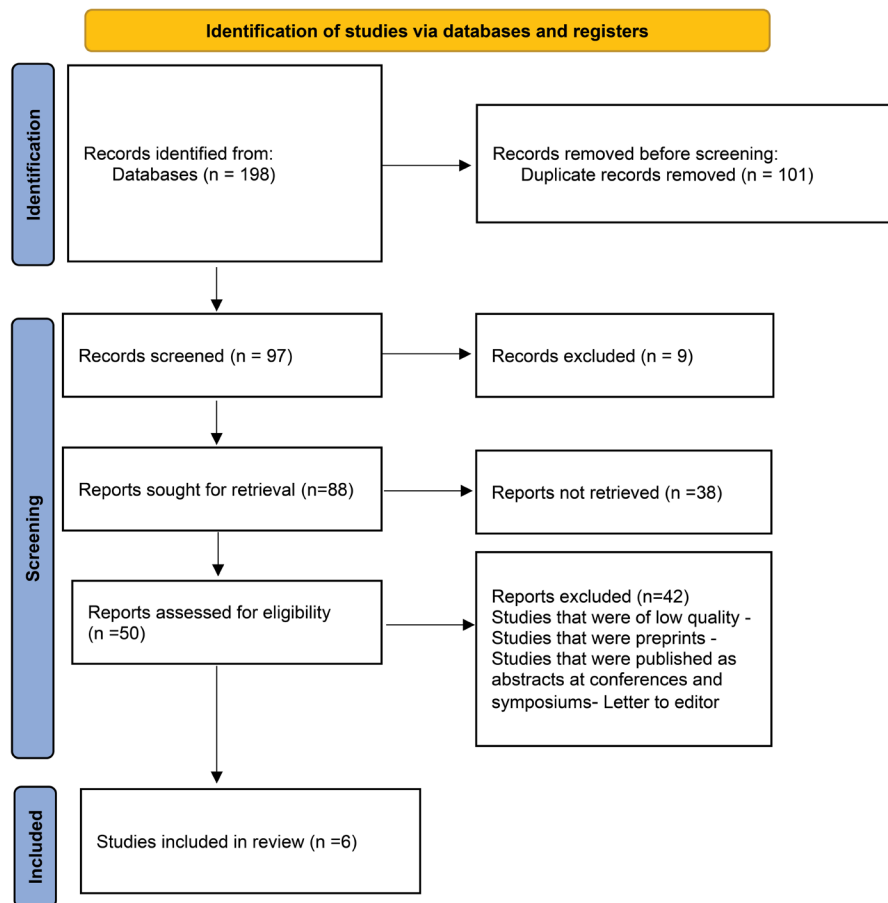 Identification of studies via databases and registers
Identification
Records identified from:
Databases (n = 198)
Records removed before screening:
Duplicate records removed (n = 101)
Screening
Records screened (n = 97)
Records excluded (n = 9)
Reports sought for retrieval (n=88)
Reports not retrieved (n =38)
Reports assessed for eligibility
(n =50)
Reports excluded (n=42)
Studies that were of low quality -
Studies that were preprints -
Studies that were published as
abstracts at conferences and
symposiums- Letter to editor
Included
Studies included in review (n =6)